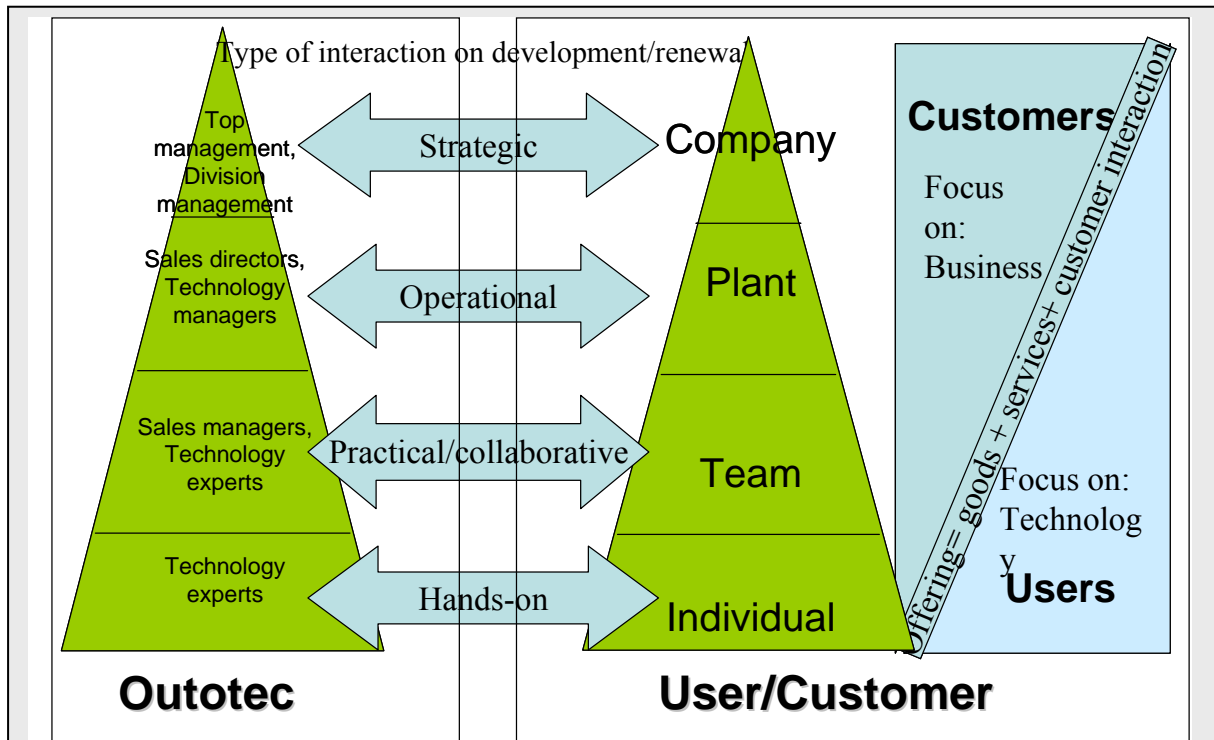 Type of interaction on development/renewal
Top
management,
Division
management
Strategic
Company
Sales directors,
Technology
managers
Operational
Plant
Sales managers,
Technology
experts
Practical/collaborative
Team
Technology
experts
Hands-on
Individual
Outotec
User/Customer
Customers
Focus
on:
Business
Offering= goods + services+ customer interaction
Focus on:
Technolog
y
Users